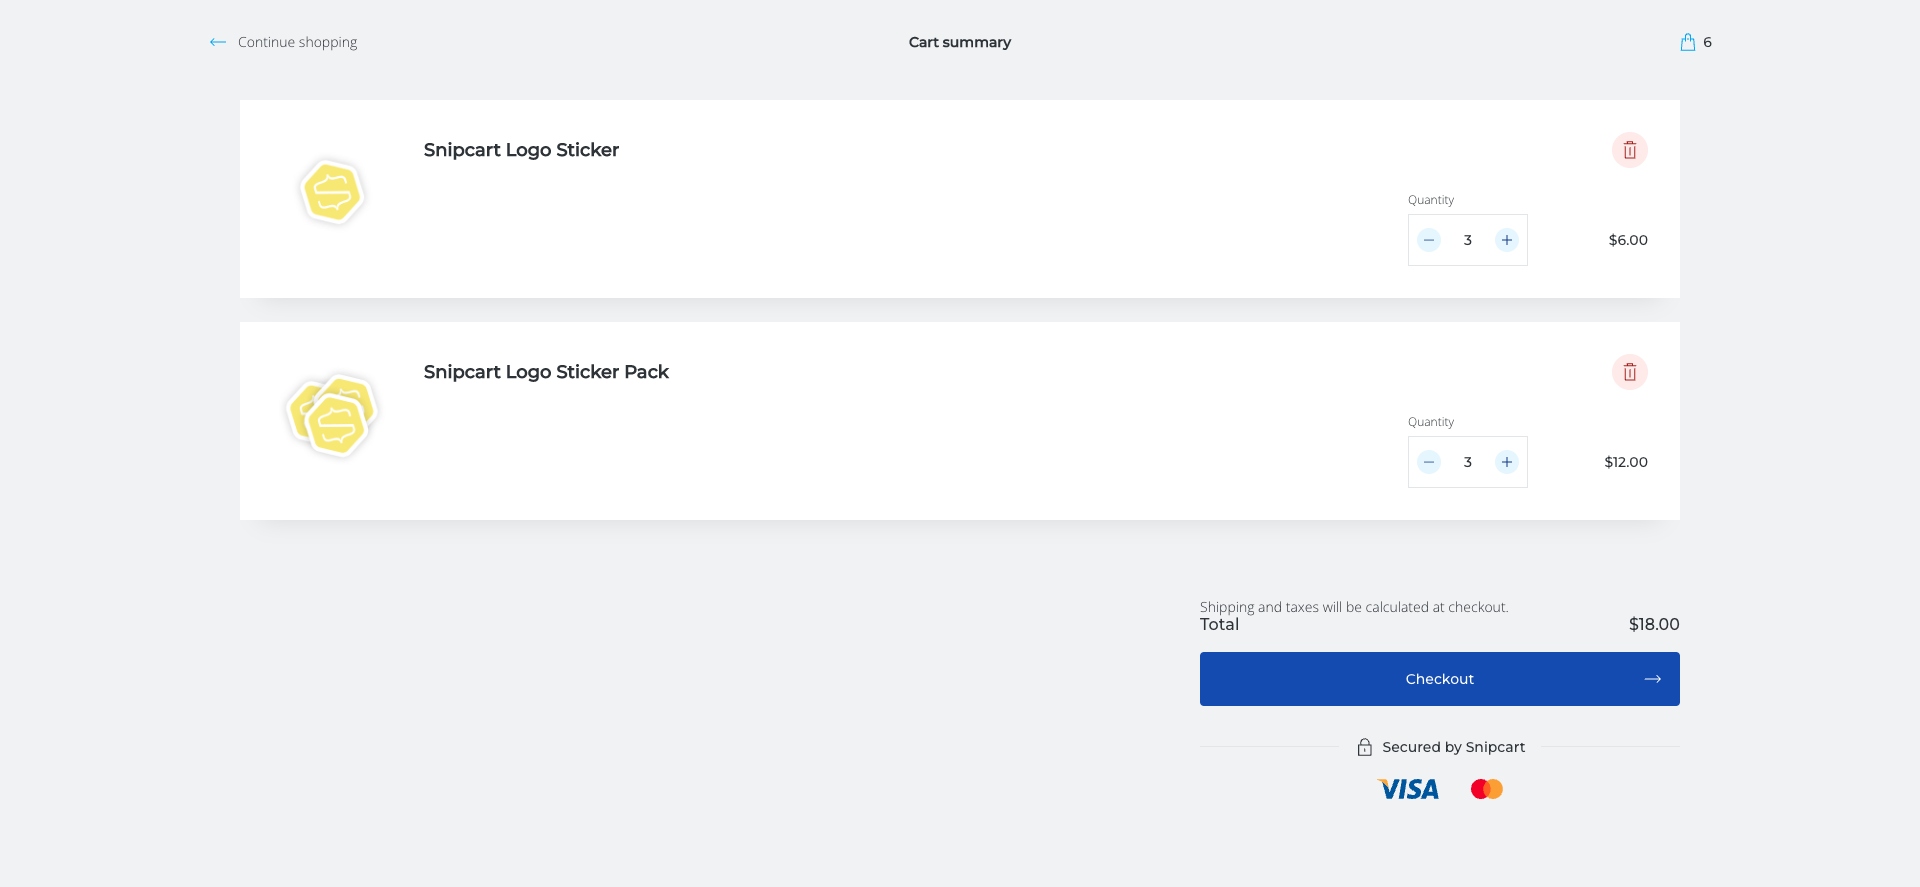 Continue shopping
Cart summary
6
Snipcart Logo Sticker
Quantity
3
$6.00
Snipcart Logo Sticker Pack
Quantity
3
$12.00
Shipping and taxes will be calculated at checkout.
Total $18.00
Checkout
Secured by Snipcart
VISA